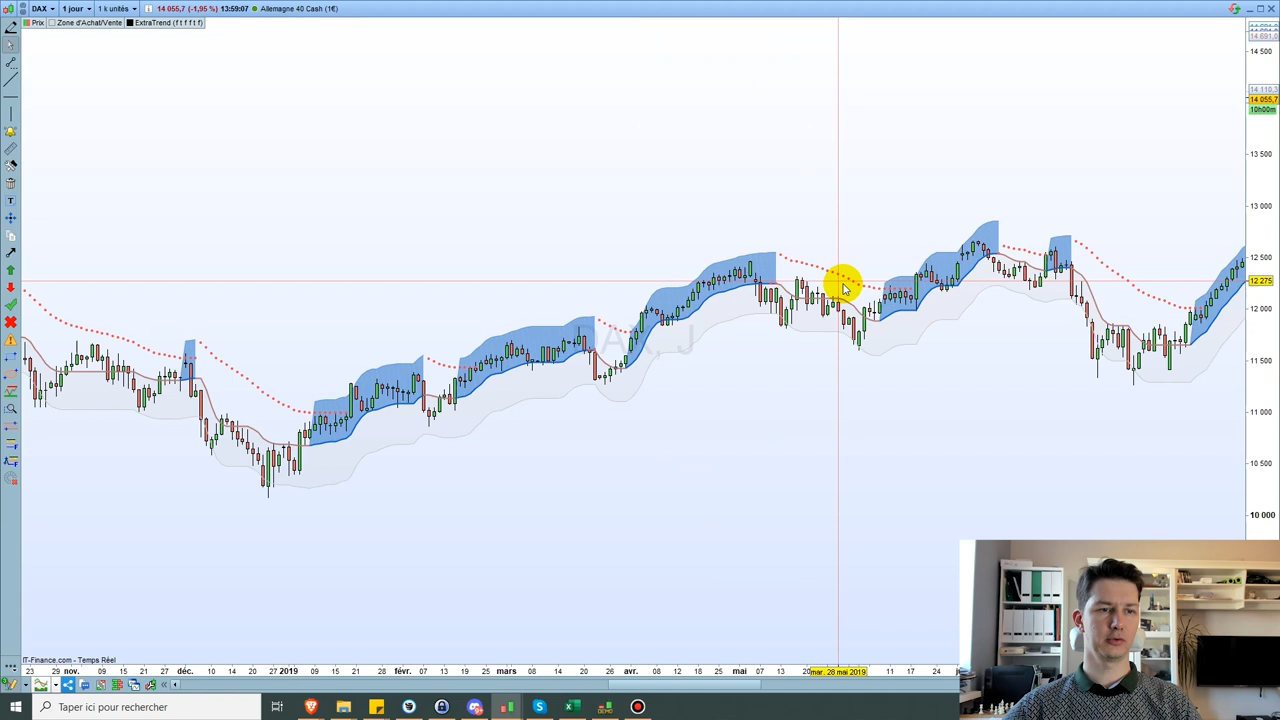 DAX 1 jour 1 k unités 14 055,7 (-1,95 %) 13:59:07 Allemagne 40 Cash (1€)
Prix Zone d'Achat/Vente ExtraTrend (f t f f t f)
14 500
14 110,3
14 055,7
10h00m
13 500
13 000
12 500
12 275
12 000
11 500
11 000
10 500
10 000
DAX, J
IT-Finance.com - Temps Réel
23 29 nov. 09 15 21 27 déc. 10 14 20 27 2019 09 15 21 févr. 07 13 19 25 mars 08 14 20 26 avr. 08 12 18 25 mai 07 13 17 mar. 28 mai 2019 11 17 24
Taper ici pour rechercher